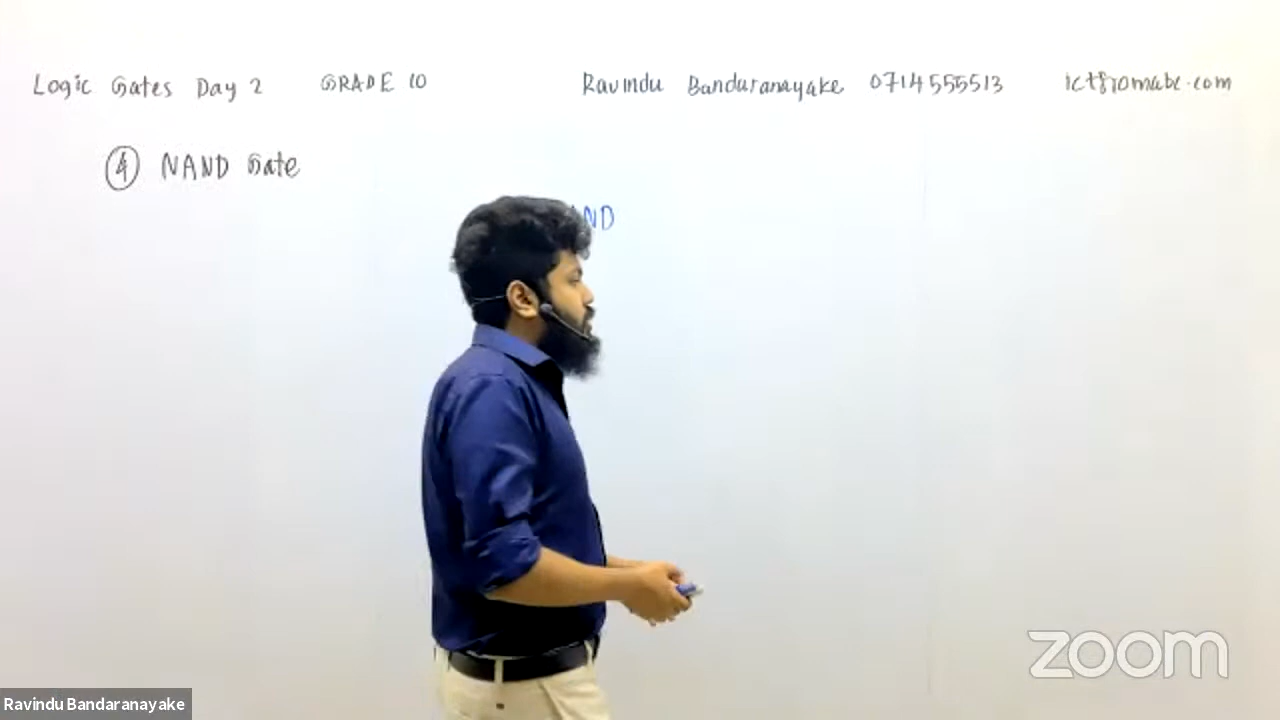 Logic Gates Day 2 GRADE 10 Ravindu Bandaranayake 0714555513 ictfromabc.com
④ NAND Gate
ND
zoom
Ravindu Bandaranayake